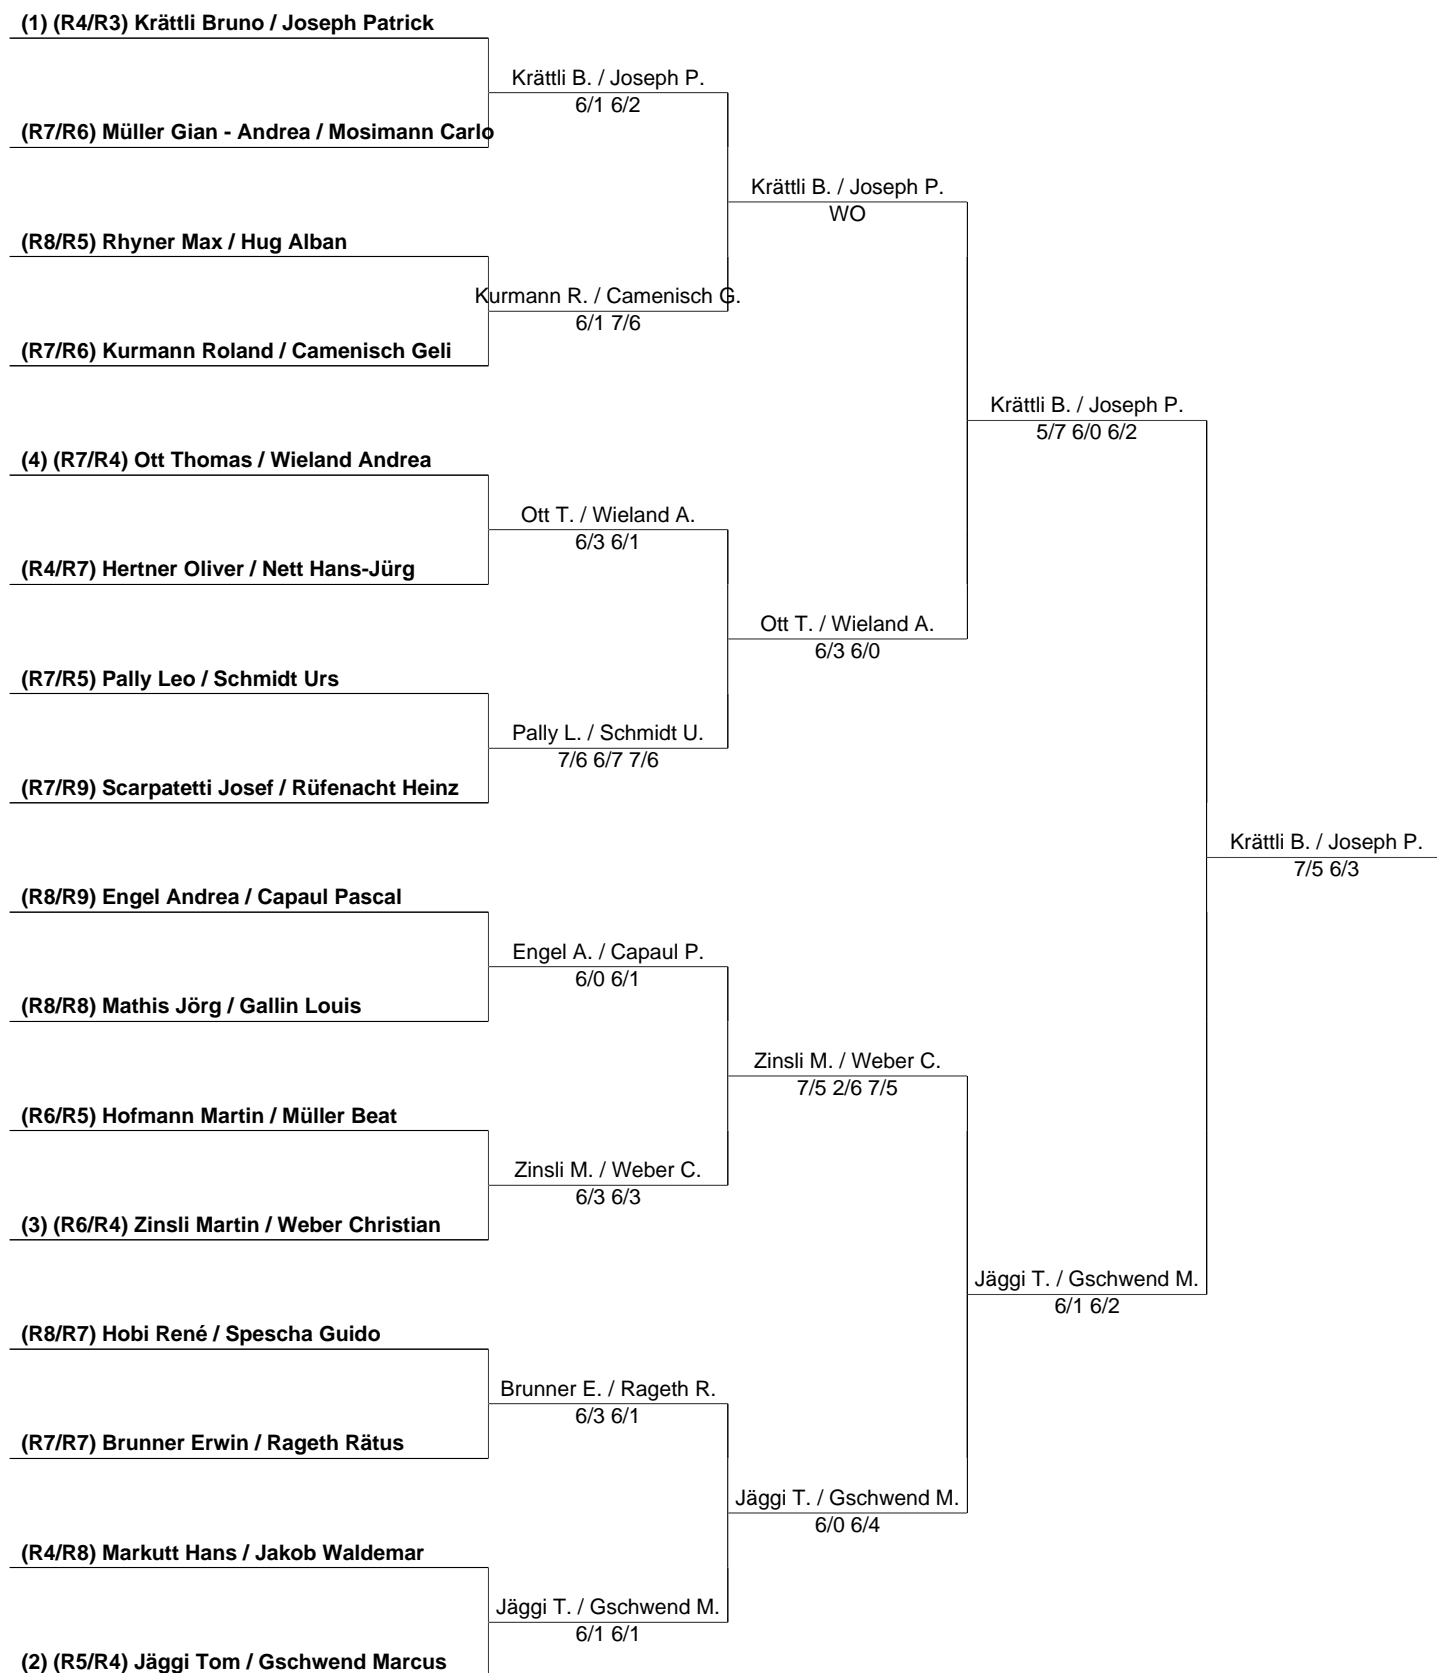 (1) (R4/R3) Krättli Bruno / Joseph Patrick
Krättli B. / Joseph P.
6/1 6/2
(R7/R6) Müller Gian - Andrea / Mosimann Carlo
Krättli B. / Joseph P.
WO
(R8/R5) Rhyner Max / Hug Alban
Kurmann R. / Camenisch G.
6/1 7/6
(R7/R6) Kurmann Roland / Camenisch Geli
Krättli B. / Joseph P.
5/7 6/0 6/2
(4) (R7/R4) Ott Thomas / Wieland Andrea
Ott T. / Wieland A.
6/3 6/1
(R4/R7) Hertner Oliver / Nett Hans-Jürg
Ott T. / Wieland A.
6/3 6/0
(R7/R5) Pally Leo / Schmidt Urs
Pally L. / Schmidt U.
7/6 6/7 7/6
(R7/R9) Scarpatetti Josef / Rüfenacht Heinz
Krättli B. / Joseph P.
7/5 6/3
(R8/R9) Engel Andrea / Capaul Pascal
Engel A. / Capaul P.
6/0 6/1
(R8/R8) Mathis Jörg / Gallin Louis
Zinsli M. / Weber C.
7/5 2/6 7/5
(R6/R5) Hofmann Martin / Müller Beat
Zinsli M. / Weber C.
6/3 6/3
(3) (R6/R4) Zinsli Martin / Weber Christian
Jäggi T. / Gschwend M.
6/1 6/2
(R8/R7) Hobi René / Spescha Guido
Brunner E. / Rageth R.
6/3 6/1
(R7/R7) Brunner Erwin / Rageth Rätus
Jäggi T. / Gschwend M.
6/0 6/4
(R4/R8) Markutt Hans / Jakob Waldemar
Jäggi T. / Gschwend M.
6/1 6/1
(2) (R5/R4) Jäggi Tom / Gschwend Marcus